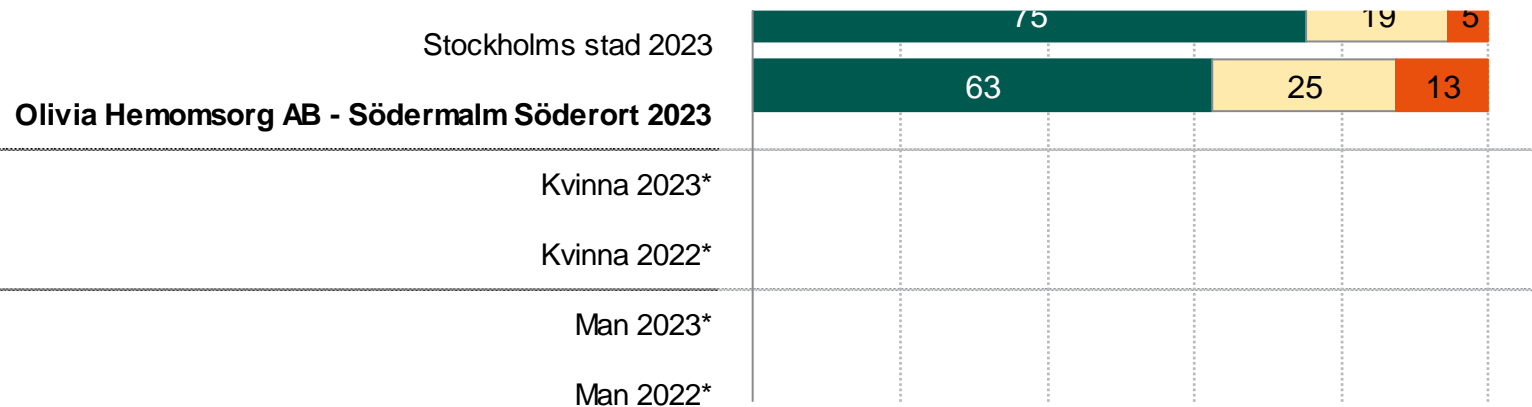 75 19 5
Stockholms stad 2023
63 25 13
Olivia Hemomsorg AB - Södermalm Söderort 2023
Kvinna 2023*
Kvinna 2022*
Man 2023*
Man 2022*